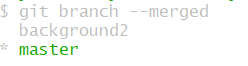 $ git branch --merged
  background2
* master